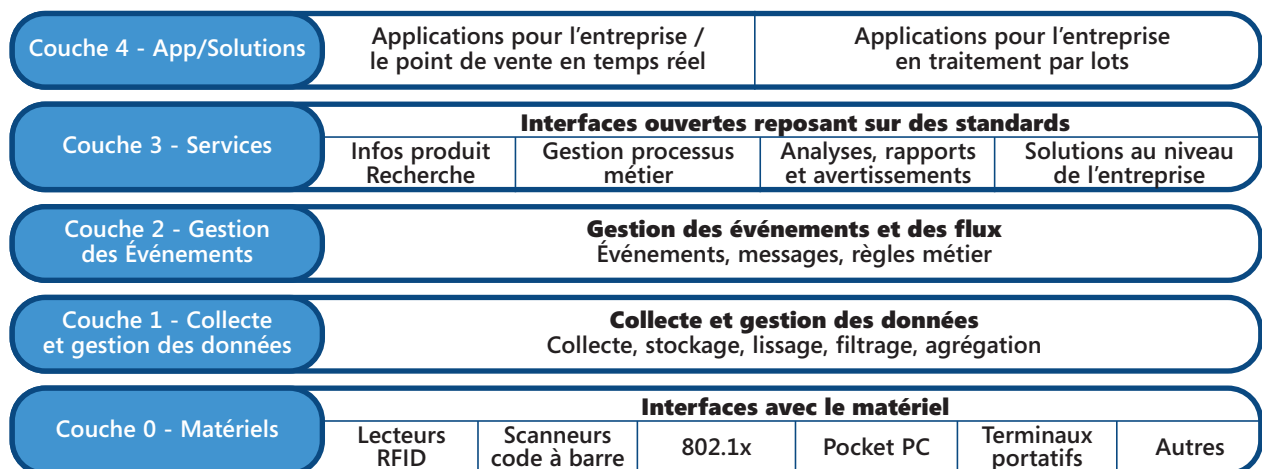 Couche 4 - App/Solutions
Applications pour l'entreprise /
le point de vente en temps réel
Applications pour l'entreprise
en traitement par lots
Couche 3 - Services
Interfaces ouvertes reposant sur des standards
Infos produit
Recherche
Gestion processus
métier
Analyses, rapports
et avertissements
Solutions au niveau
de l'entreprise
Couche 2 - Gestion
des Événements
Gestion des événements et des flux
Événements, messages, règles métier
Couche 1 - Collecte
et gestion des données
Collecte et gestion des données
Collecte, stockage, lissage, filtrage, agrégation
Couche 0 - Matériels
Interfaces avec le matériel
Lecteurs
RFID
Scanneurs
code à barre
802.1x
Pocket PC
Terminaux
portatifs
Autres